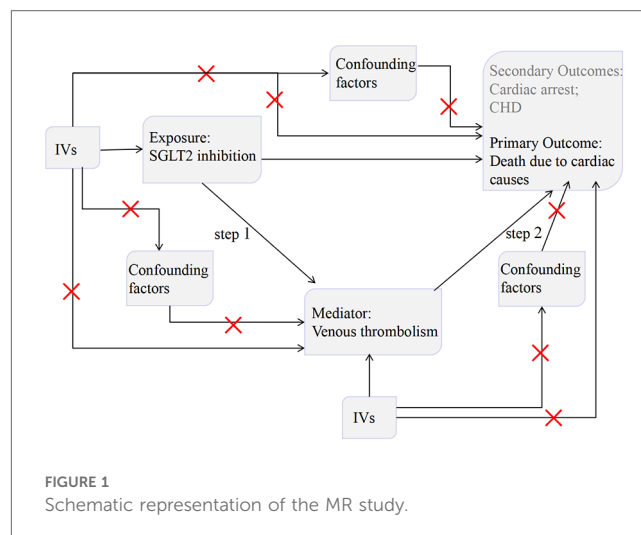 Confounding
factors
Secondary Outcomes:
Cardiac arrest;
CHD
Primary Outcome:
Death due to cardiac
causes
IVs
Exposure:
SGLT2 inhibition
step 1
step 2
Confounding
factors
Confounding
factors
Mediator:
Venous thrombolism
IVs
FIGURE 1
Schematic representation of the MR study.